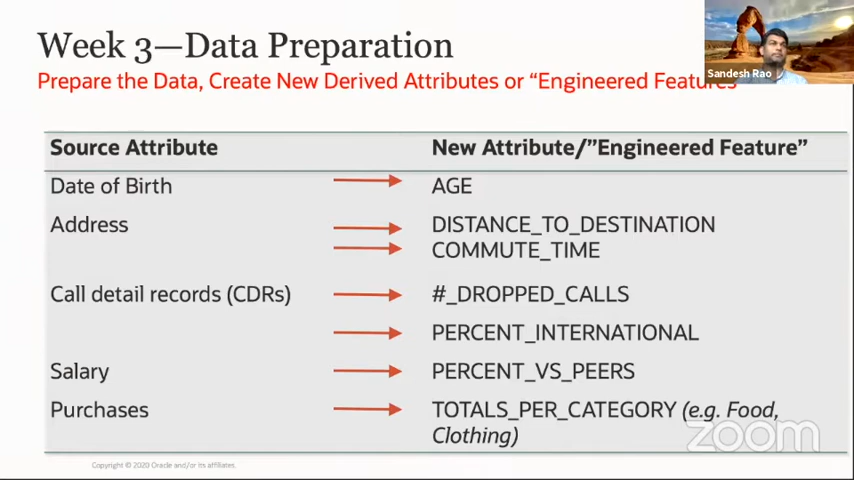 Week 3—Data Preparation
Prepare the Data, Create New Derived Attributes or “Engineered Features”
Sandesh Rao
Source Attribute New Attribute/”Engineered Feature”
Date of Birth AGE
Address DISTANCE_TO_DESTINATION
COMMUTE_TIME
Call detail records (CDRs) #_DROPPED_CALLS
PERCENT_INTERNATIONAL
Salary PERCENT_VS_PEERS
Purchases TOTALS_PER_CATEGORY (e.g. Food,
Clothing)
zoom
Copyright © 2020 Oracle and/or its affiliates.